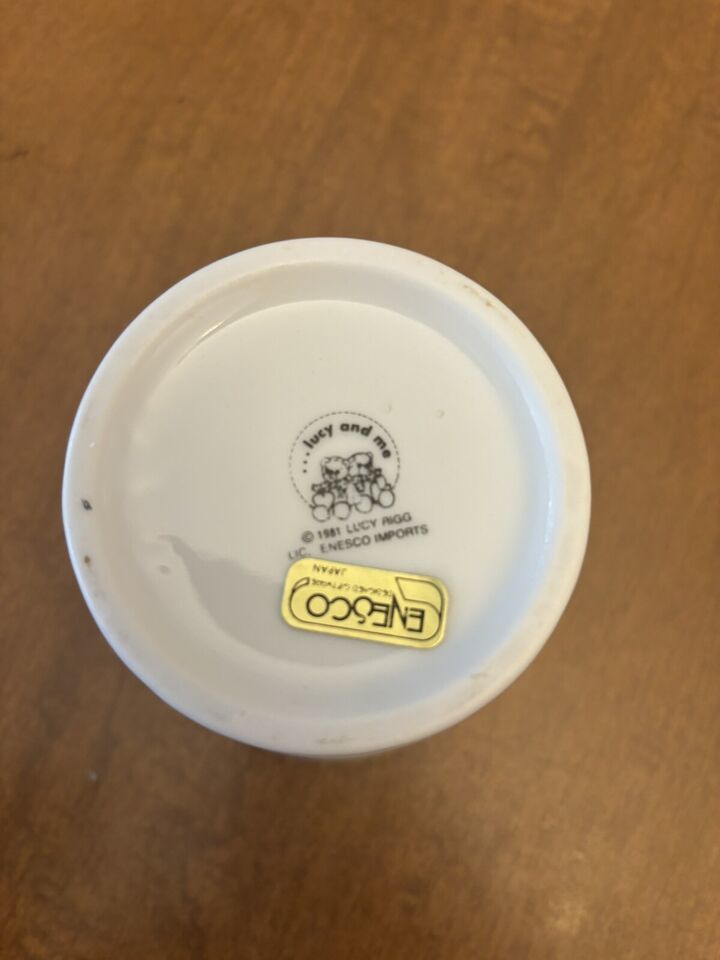 ...lucy and me
© 1981 LUCY RIGG
LIC. ENESCO IMPORTS
ENESCO
DESIGNED GIFTWARE
JAPAN